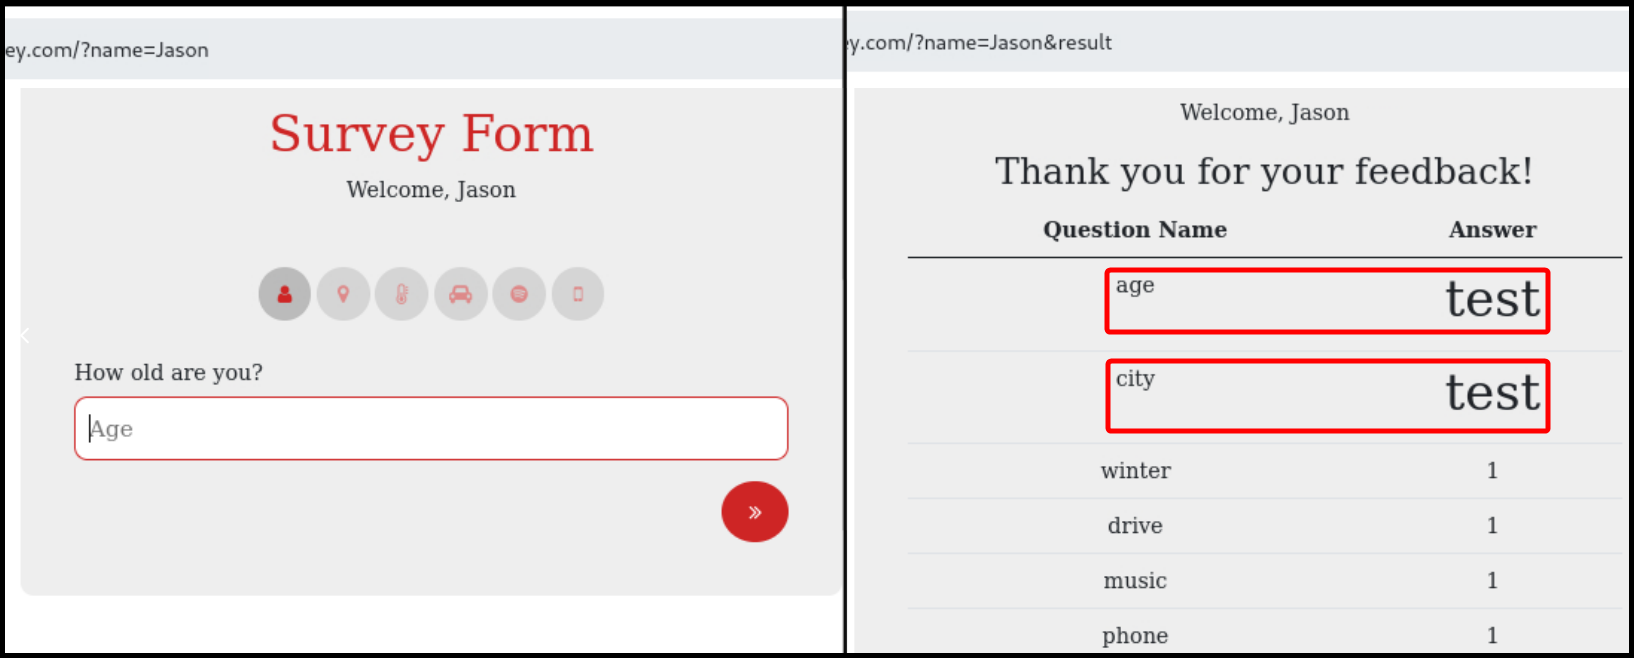 ey.com/?name=Jason
Survey Form
Welcome, Jason
How old are you?
Age
»
ey.com/?name=Jason&result
Welcome, Jason
Thank you for your feedback!
Question Name Answer
age test
city test
winter 1
drive 1
music 1
phone 1